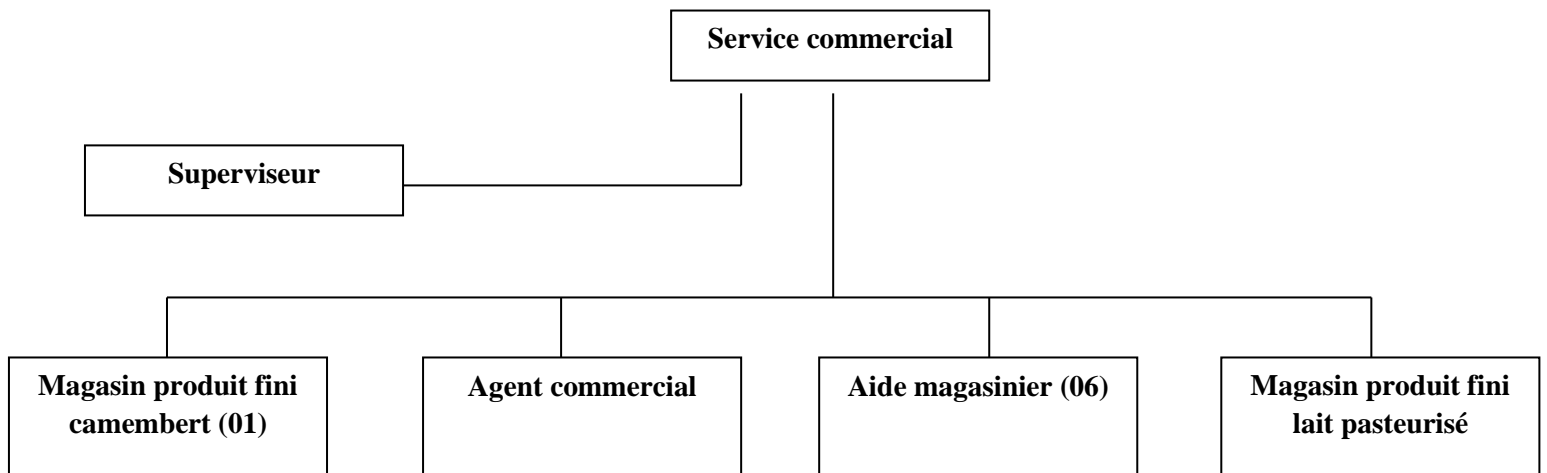 Service commercial
Superviseur
Magasin produit fini
camembert (01)
Agent commercial
Aide magasinier (06)
Magasin produit fini
lait pasteurisé